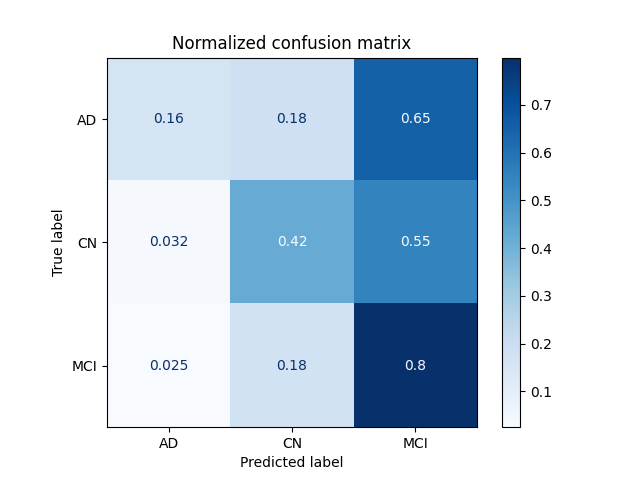 Normalized confusion matrix
AD 0.16 0.18 0.65
CN 0.032 0.42 0.55
MCI 0.025 0.18 0.8
AD CN MCI
Predicted label
True label
0.7
0.6
0.5
0.4
0.3
0.2
0.1